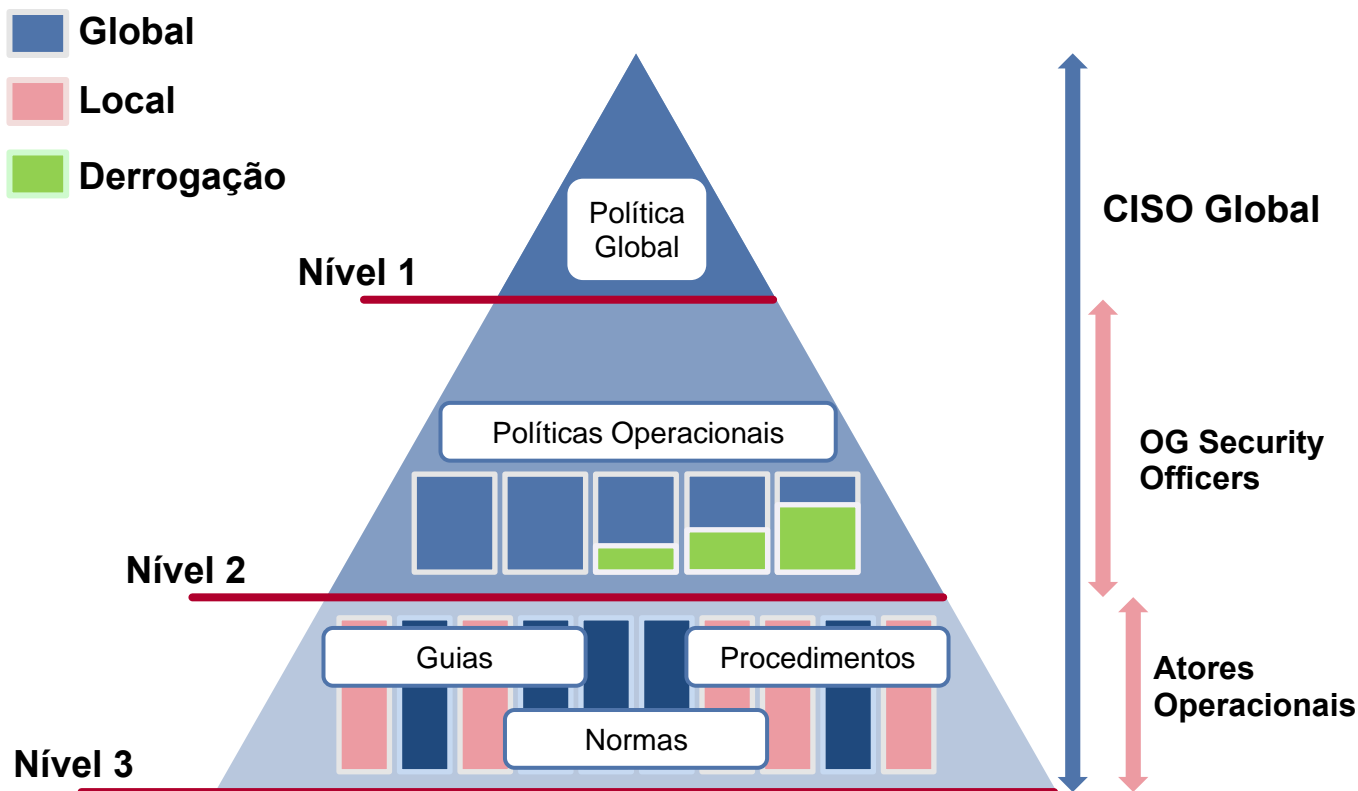 Global
Local
Derrogação
Política
Global
CISO Global
Nível 1
Políticas Operacionais
OG Security
Officers
Nível 2
Guias
Procedimentos
Atores
Operacionais
Normas
Nível 3